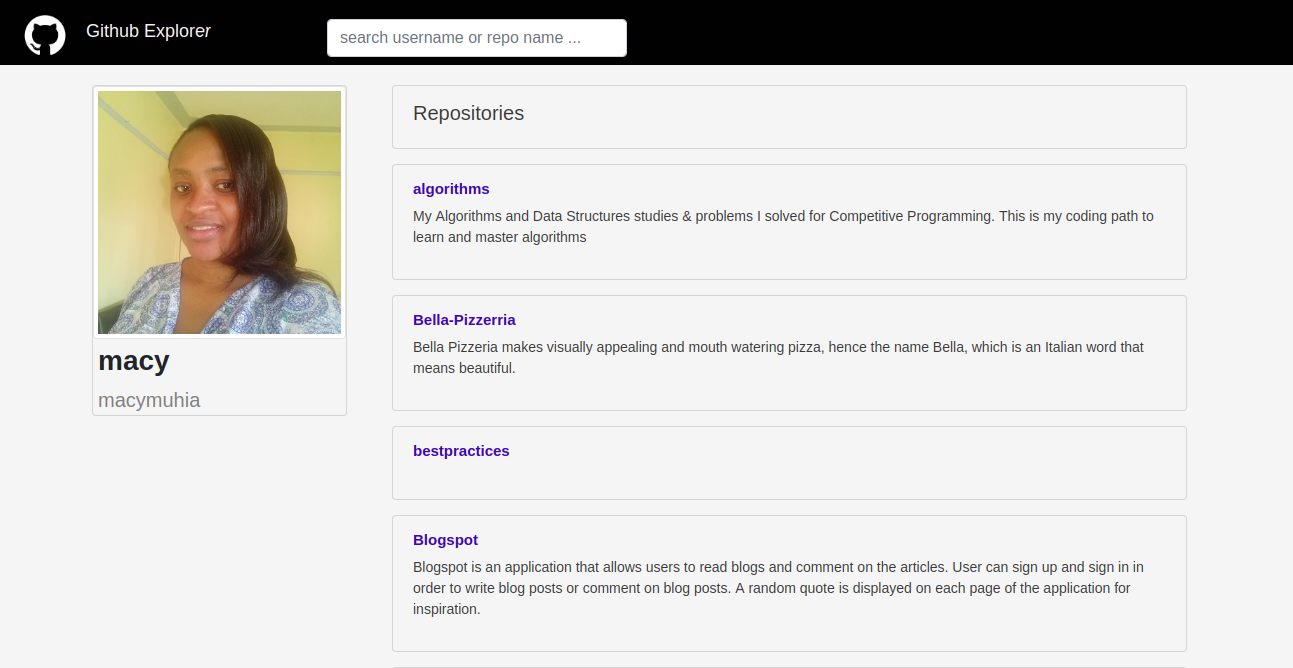 Github Explorer
search username or repo name ...
macy
macymuhia
Repositories
algorithms
My Algorithms and Data Structures studies & problems I solved for Competitive Programming. This is my coding path to
learn and master algorithms
Bella-Pizzerria
Bella Pizzeria makes visually appealing and mouth watering pizza, hence the name Bella, which is an Italian word that
means beautiful.
bestpractices
Blogspot
Blogspot is an application that allows users to read blogs and comment on the articles. User can sign up and sign in in
order to write blog posts or comment on blog posts. A random quote is displayed on each page of the application for
inspiration.